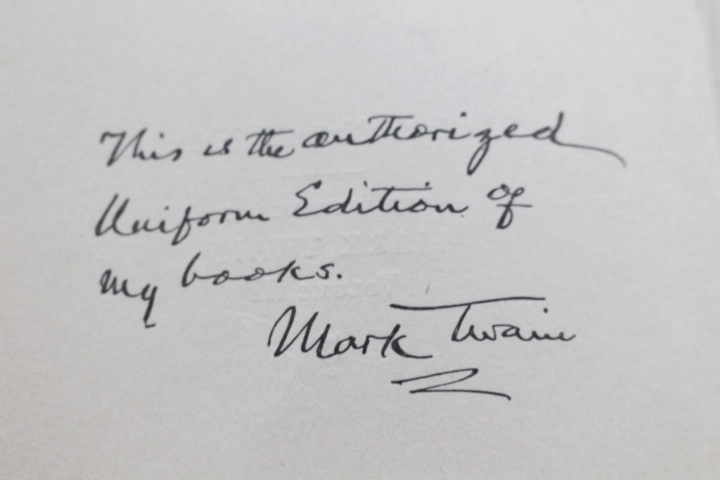 This is the authorized
Uniform Edition of
my books.
Mark Twain